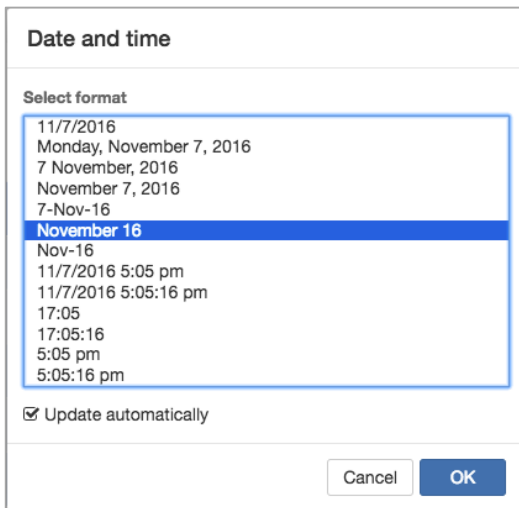 Date and time
Select format
11/7/2016
Monday, November 7, 2016
7 November, 2016
November 7, 2016
7-Nov-16
November 16
Nov-16
11/7/2016 5:05 pm
11/7/2016 5:05:16 pm
17:05
17:05:16
5:05 pm
5:05:16 pm
Update automatically
Cancel OK